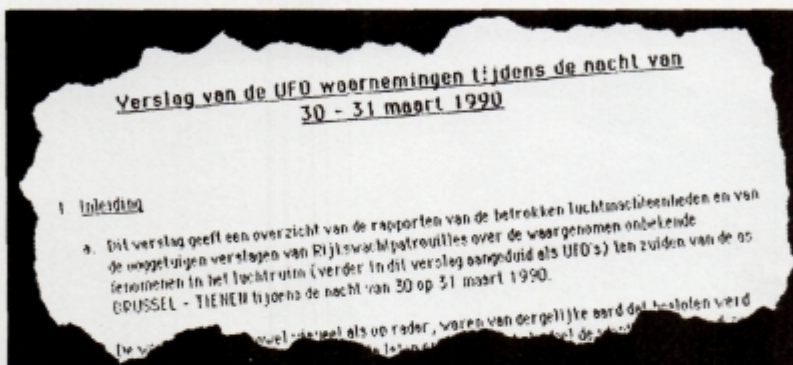 Verslag van de UFO waarnemingen tijdens de nacht van
30 - 31 maart 1990
1 Inleiding
a. Dit verslag geeft een overzicht van de rapporten van de betrokken luchtmachteenheden en van
de ooggetuigen verslagen van Rijkswachtpatrouilles over de waargenomen onbekende
fenomenen in het luchtruim (verder in dit verslag aangeduid als UFO's) ten zuiden van de as
BRUSSEL - TIENEN tijdens de nacht van 30 op 31 maart 1990.
De visueel als op radar, waren van dergelijke aard dat besloten werd